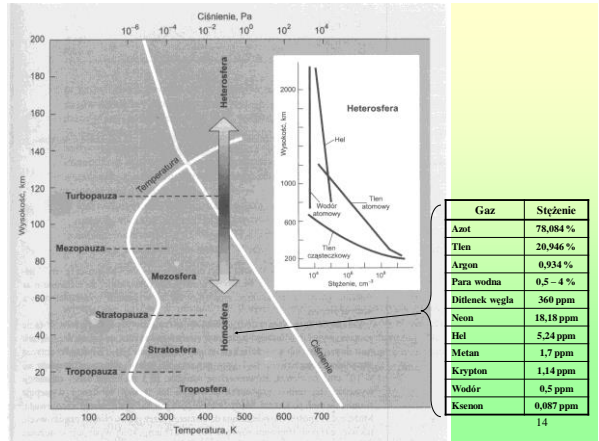 Ciśnienie, Pa
10⁻⁶ 10⁻⁴ 10⁻² 10⁰ 10² 10⁴
200
180
160
140
120
100
80
60
40
20
Wysokość, km
Temperatura
Heterosfera
Turbopauza
Mezopauza
Mezosfera
Stratopauza
Homosfera
Stratosfera
Ciśnienie
Tropopauza
Troposfera
100 200 300 400 500 600 700
Temperatura, K
Heterosfera
Wysokość, km
2000
1000
600
200
Hel
Wodór
atomowy
Tlen
atomowy
Tlen
cząsteczkowy
Stężenie, cm⁻³
Gaz Stężenie
Azot 78,084 %
Tlen 20,946 %
Argon 0,934 %
Para wodna 0,5 – 4 %
Ditlenek węgla 360 ppm
Neon 18,18 ppm
Hel 5,24 ppm
Metan 1,7 ppm
Krypton 1,14 ppm
Wodór 0,5 ppm
Ksenon 0,087 ppm
14